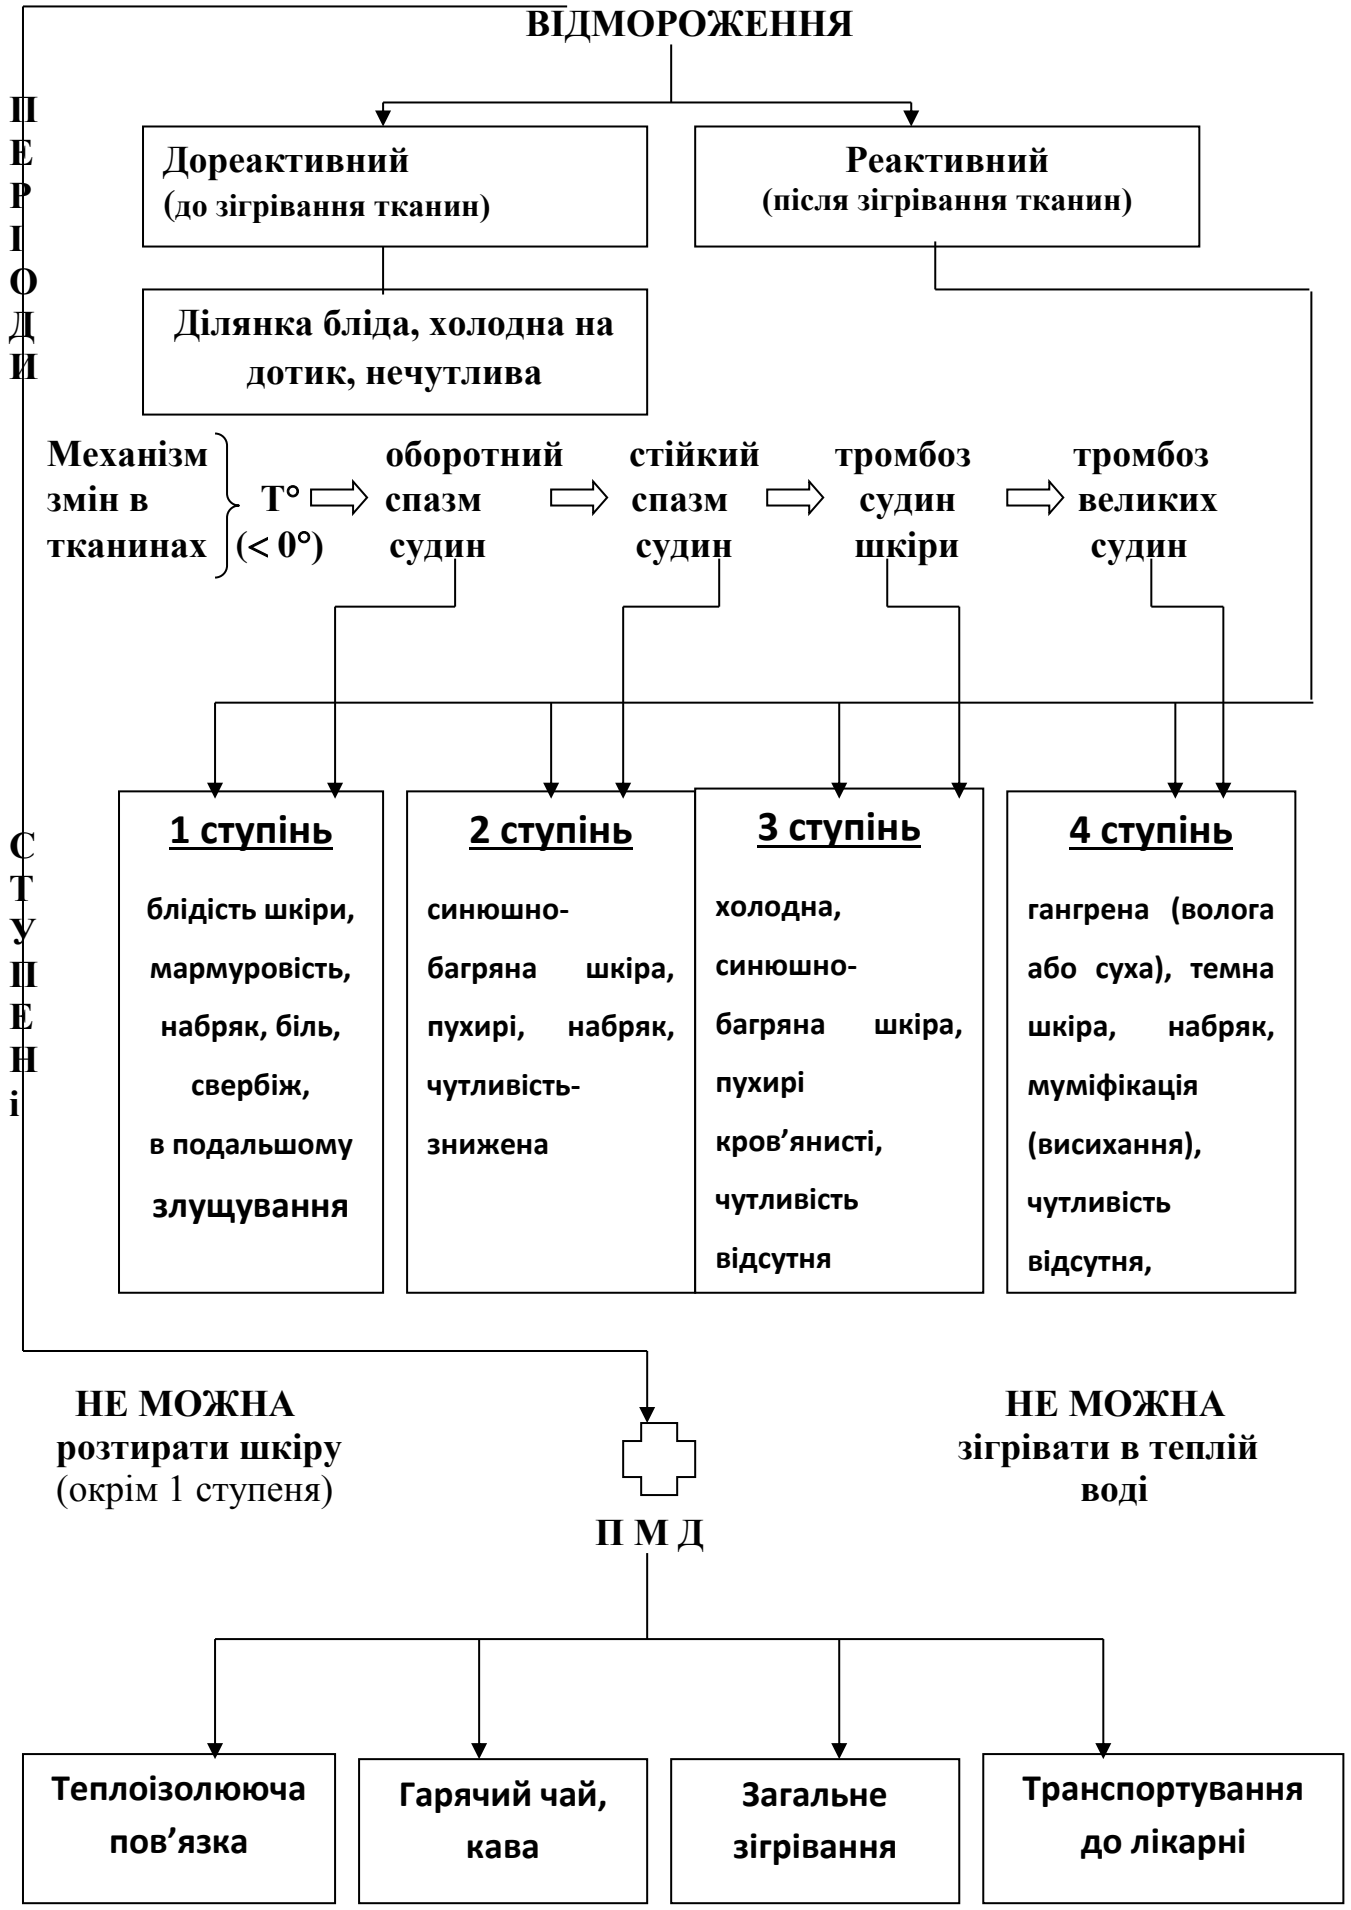 ВІДМОРОЖЕННЯ
ПЕРІОДИ
Дореактивний
(до зігрівання тканин)
Реактивний
(після зігрівання тканин)
Ділянка бліда, холодна на
дотик, нечутлива
Механізм
змін в
тканинах
Т°
(< 0°)
оборотний
спазм
судин
стійкий
спазм
судин
тромбоз
судин
шкіри
тромбоз
великих
судин
СТУПЕНі
1 ступінь
блідість шкіри,
мармуровість,
набряк, біль,
свербіж,
в подальшому
злущування
2 ступінь
синюшно-
багряна шкіра,
пухирі, набряк,
чутливість-
знижена
3 ступінь
холодна,
синюшно-
багряна шкіра,
пухирі
кров’янисті,
чутливість
відсутня
4 ступінь
гангрена (волога
або суха), темна
шкіра, набряк,
муміфікація
(висихання),
чутливість
відсутня,
НЕ МОЖНА
розтирати шкіру
(окрім 1 ступеня)
НЕ МОЖНА
зігрівати в теплій
воді
П М Д
Теплоізолююча
пов’язка
Гарячий чай,
кава
Загальне
зігрівання
Транспортування
до лікарні